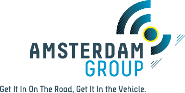 AMSTERDAM
GROUP
Get It In On The Road, Get It In the Vehicle.